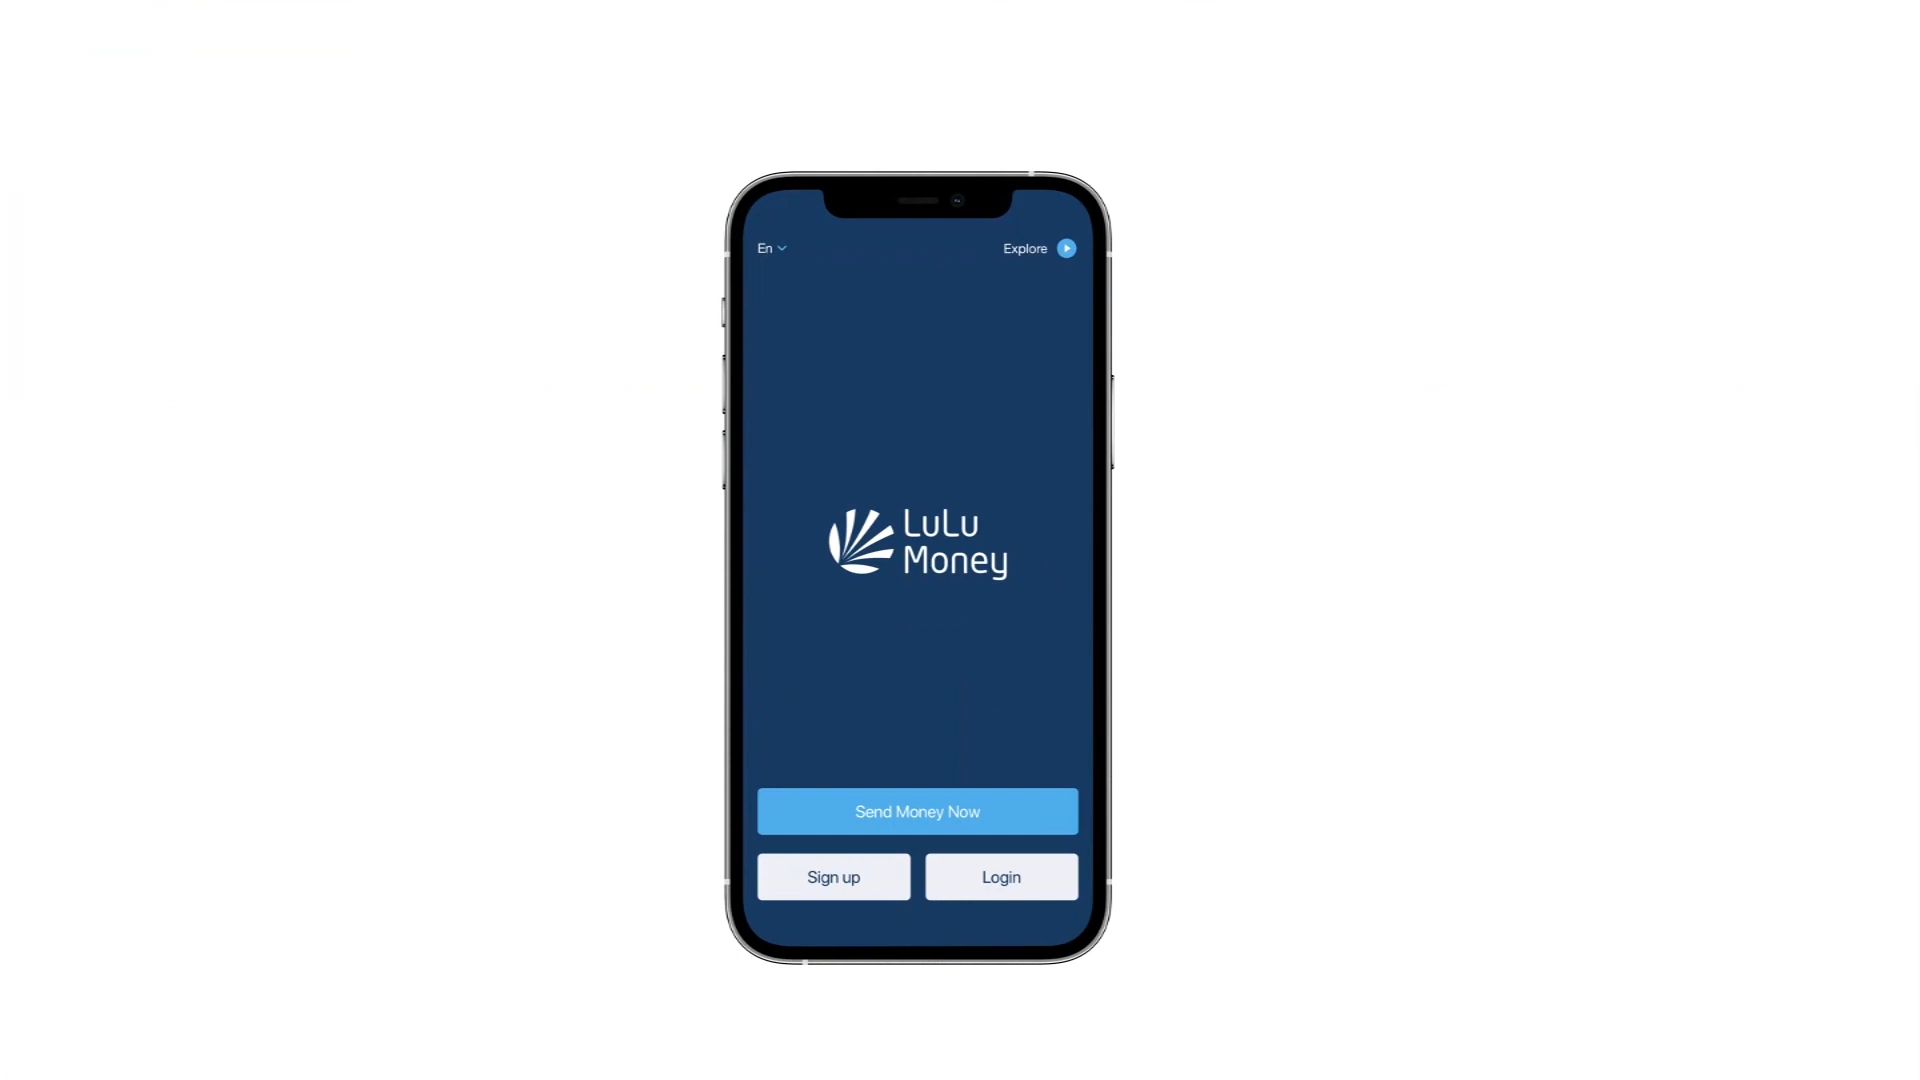 En
Explore
LuLu
Money
Send Money Now
Sign up
Login